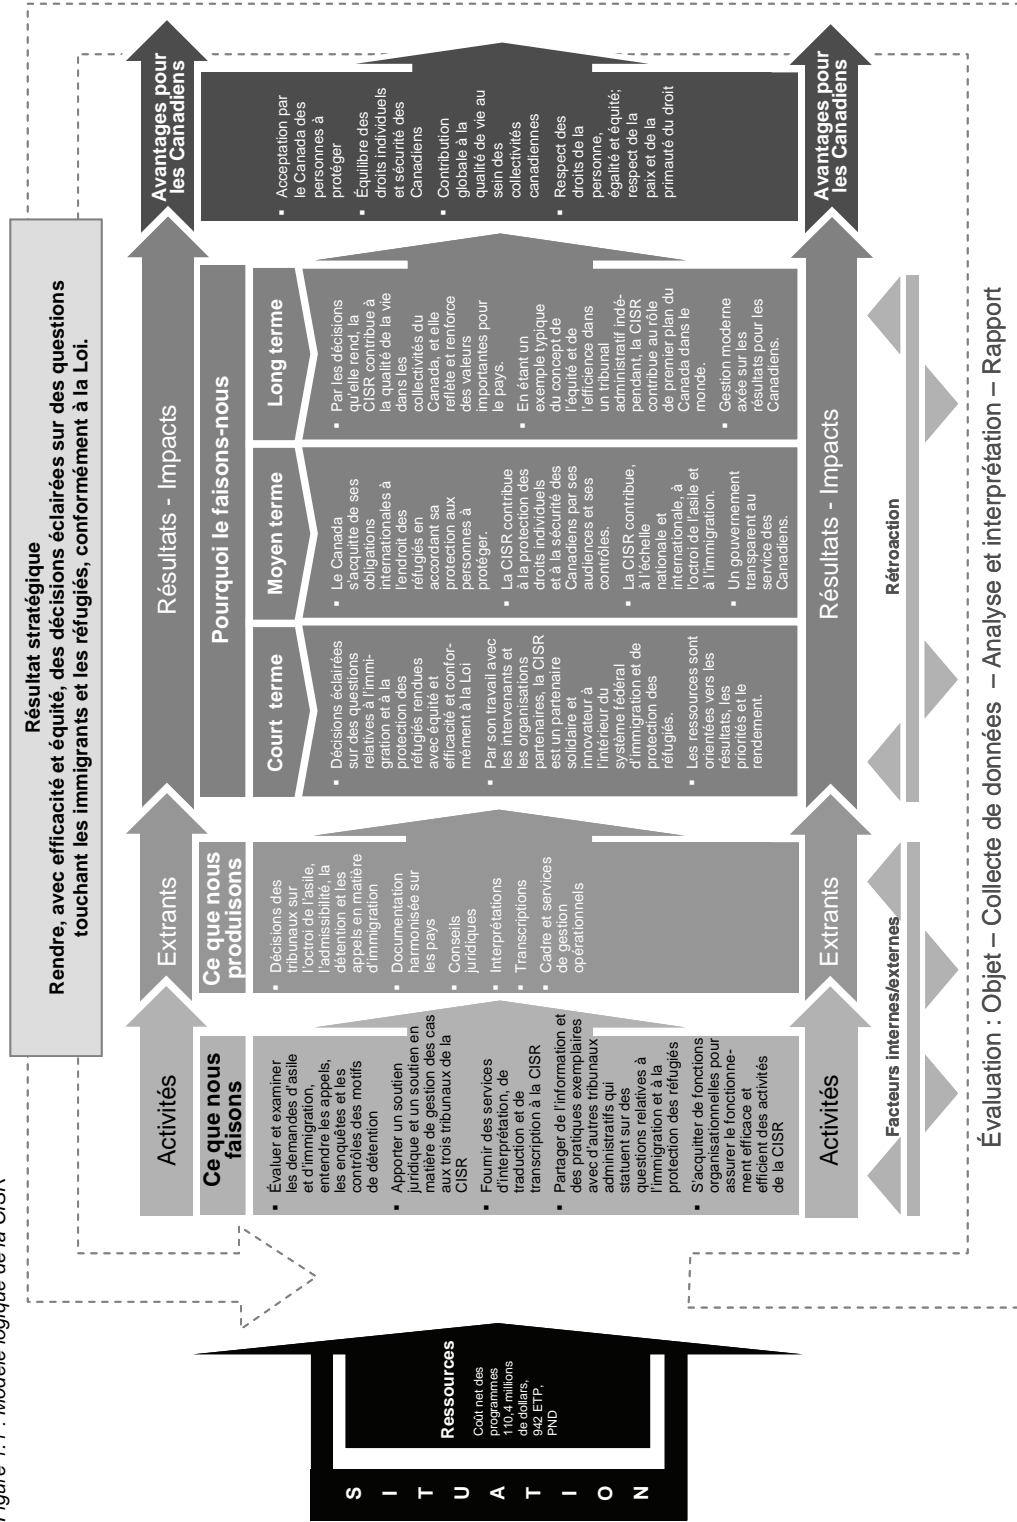 Figure 1.1 : Modèle logique de la CISR
Résultat stratégique
Rendre, avec efficacité et équité, des décisions éclairées sur des questions
touchant les immigrants et les réfugiés, conformément à la Loi.
SITUATION
Ressources
Coût net des
programmes
110,4 millions
de dollars,
942 ETP,
PND
Activités
Ce que nous
faisons
▪ Évaluer et examiner
les demandes d'asile
et d'immigration,
entendre les appels,
les enquêtes et les
contrôles des motifs
de détention
▪ Apporter un soutien
juridique et un soutien en
matière de gestion des cas
aux trois tribunaux de la
CISR
▪ Fournir des services
d'interprétation, de
traduction et de
transcription à la CISR
▪ Partager de l'information et
des pratiques exemplaires
avec d'autres tribunaux
administratifs qui
statuent sur des
questions relatives à
l'immigration et à la
protection des réfugiés
▪ S'acquitter de fonctions
organisationnelles pour
assurer le fonctionne-
ment efficace et
efficient des activités
de la CISR
Activités
Extrants
Ce que nous
produisons
▪ Décisions des
tribunaux sur
l'octroi de l'asile,
l'admissibilité, la
détention et les
appels en matière
d'immigration
▪ Documentation
harmonisée sur
les pays
▪ Conseils
juridiques
▪ Interprétations
▪ Transcriptions
▪ Cadre et services
de gestion
opérationnels
Extrants
Résultats - Impacts
Pourquoi le faisons-nous
Court terme
▪ Décisions éclairées
sur des questions
relatives à l'immi-
gration et à la
protection des
réfugiés rendues
avec équité et
efficacité et confor-
mément à la Loi
▪ Par son travail avec
les intervenants et
les organisations
partenaires, la CISR
est un partenaire
solidaire et
innovateur à
l'intérieur du
système fédéral
d'immigration et de
protection des
réfugiés.
▪ Les ressources sont
orientées vers les
résultats, les
priorités et le
rendement.
Moyen terme
▪ Le Canada
s'acquitte de ses
obligations
internationales à
l'endroit des
réfugiés en
accordant sa
protection aux
personnes à
protéger.
▪ La CISR contribue
à la protection des
droits individuels
et à la sécurité des
Canadiens par ses
audiences et ses
contrôles.
▪ La CISR contribue,
à l'échelle
nationale et
internationale, à
l'octroi de l'asile et
à l'immigration.
▪ Un gouvernement
transparent au
service des
Canadiens.
Long terme
▪ Par les décisions
qu'elle rend, la
CISR contribue à
la qualité de la vie
dans les
collectivités du
Canada, et elle
reflète et renforce
des valeurs
importantes pour
le pays.
▪ En étant un
exemple typique
du concept de
l'équité et de
l'efficience dans
un tribunal
administratif indé-
pendant, la CISR
contribue au rôle
de premier plan du
Canada dans le
monde.
▪ Gestion moderne
axée sur les
résultats pour les
Canadiens.
Résultats - Impacts
Avantages pour
les Canadiens
▪ Acceptation par
le Canada des
personnes à
protéger
▪ Équilibre des
droits individuels
et sécurité des
Canadiens
▪ Contribution
globale à la
qualité de vie au
sein des
collectivités
canadiennes
▪ Respect des
droits de la
personne,
égalité et équité;
respect de la
paix et de la
primauté du droit
Avantages pour
les Canadiens
Facteurs internes/externes
Rétroaction
Évaluation : Objet – Collecte de données – Analyse et interprétation – Rapport